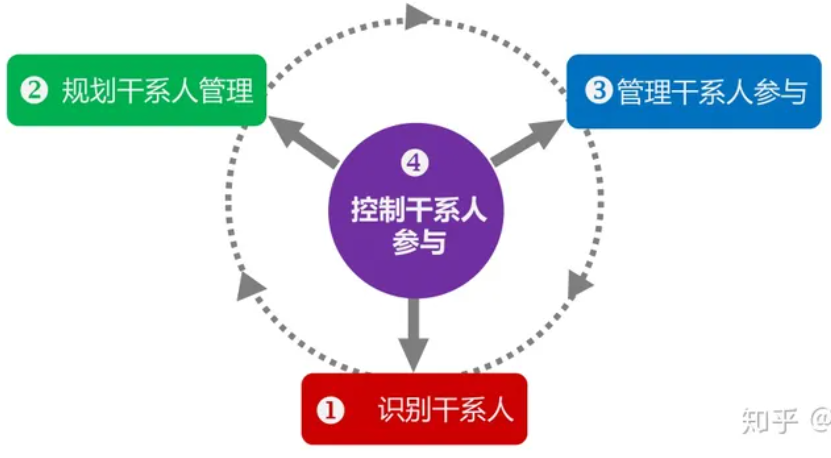 ❷ 规划干系人管理
❸管理干系人参与
❹
控制干系人
参与
❶ 识别干系人
知乎 @